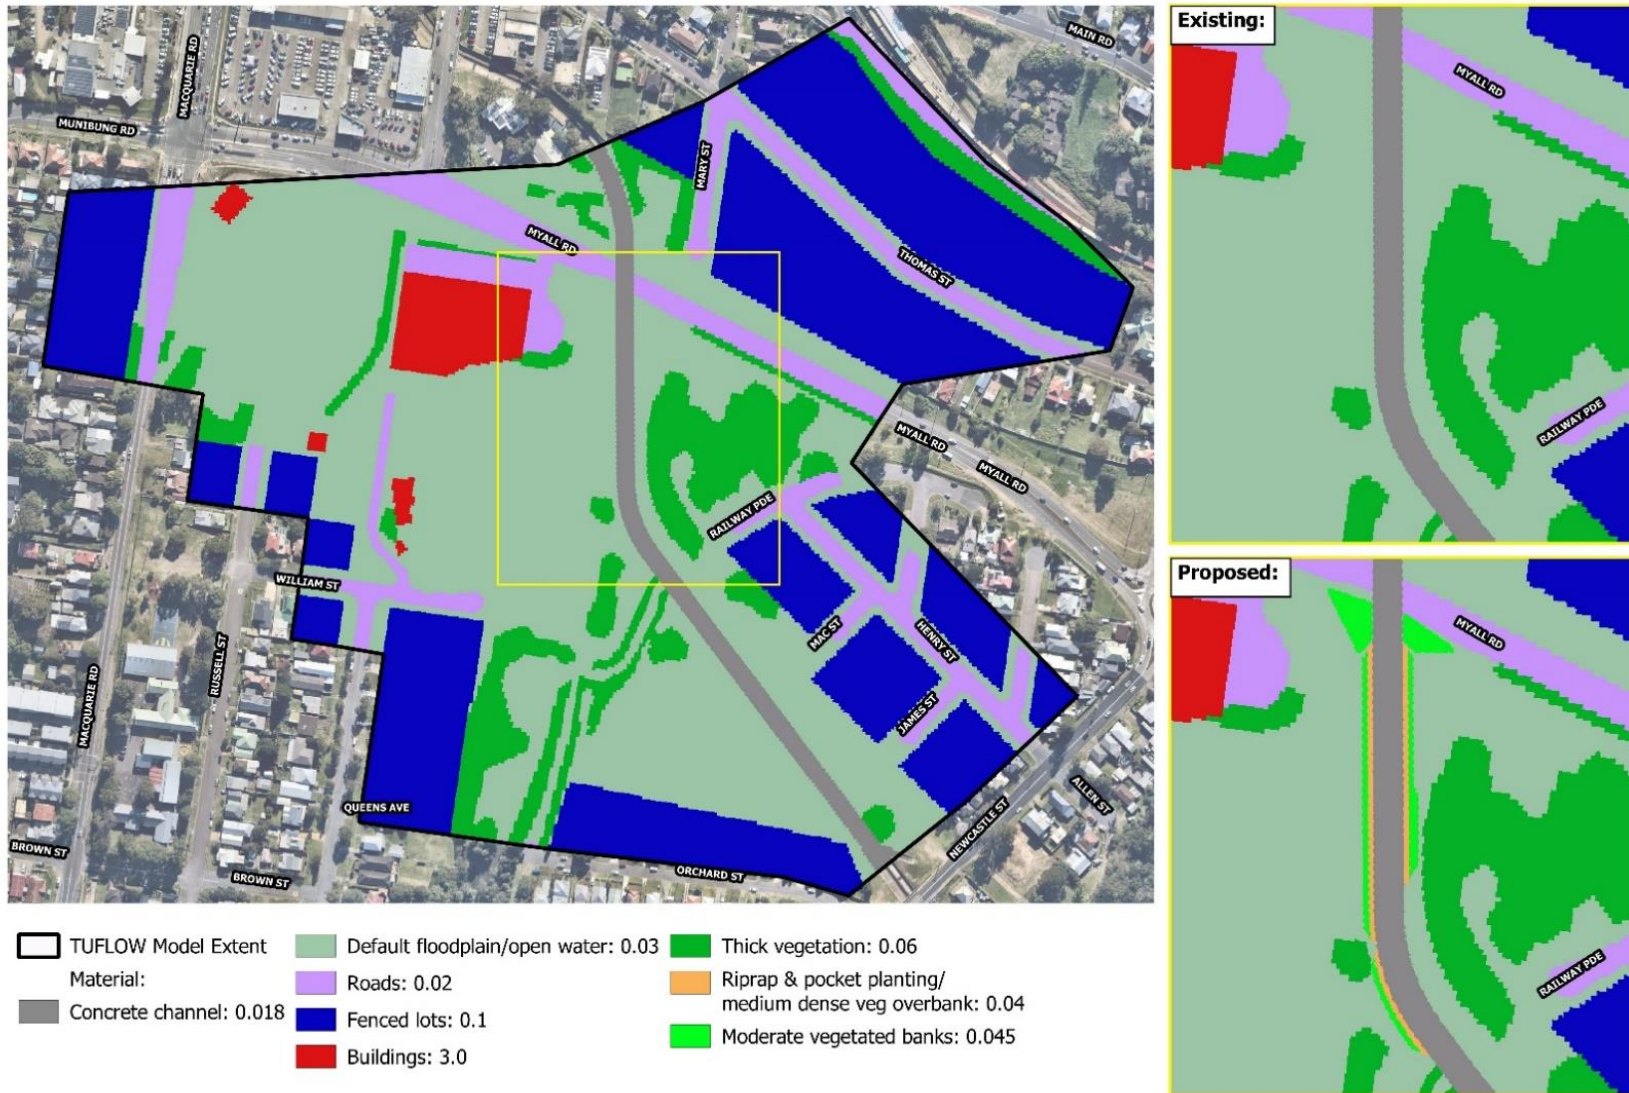 Existing:
MAIN RD
MACQUARIE RD
MUNIBUNG RD
MYALL RD
MARY ST
MYALL RD
THOMAS ST
RAILWAY PDE
MYALL RD
MYALL RD
RAILWAY PDE
Proposed:
WILLIAM ST
MAC ST
HENRY ST
MYALL RD
RUSSELL ST
MACQUARIE RD
JAMES ST
QUEENS AVE
ALLEN ST
NEWCASTLE ST
BROWN ST
BROWN ST
ORCHARD ST
RAILWAY PDE
TUFLOW Model Extent
Material:
Concrete channel: 0.018
Default floodplain/open water: 0.03
Roads: 0.02
Fenced lots: 0.1
Buildings: 3.0
Thick vegetation: 0.06
Riprap & pocket planting/
medium dense veg overbank: 0.04
Moderate vegetated banks: 0.045